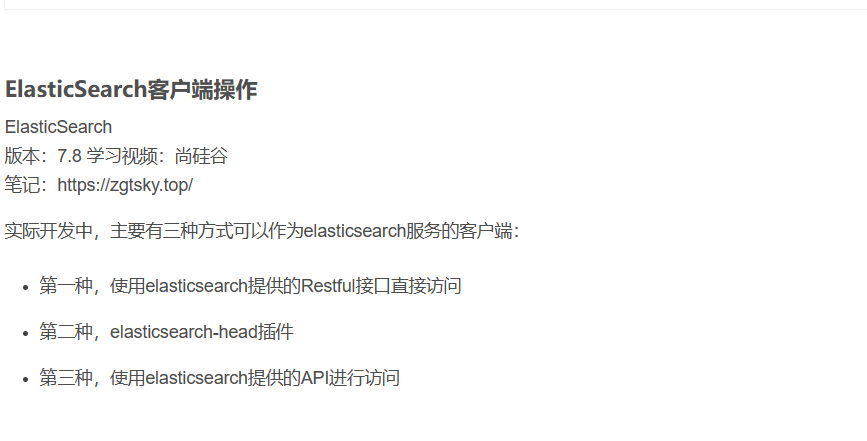 ElasticSearch客户端操作
ElasticSearch
版本：7.8 学习视频：尚硅谷
笔记：https://zgtsky.top/
实际开发中，主要有三种方式可以作为elasticsearch服务的客户端：
第一种，使用elasticsearch提供的Restful接口直接访问
第二种，elasticsearch-head插件
第三种，使用elasticsearch提供的API进行访问